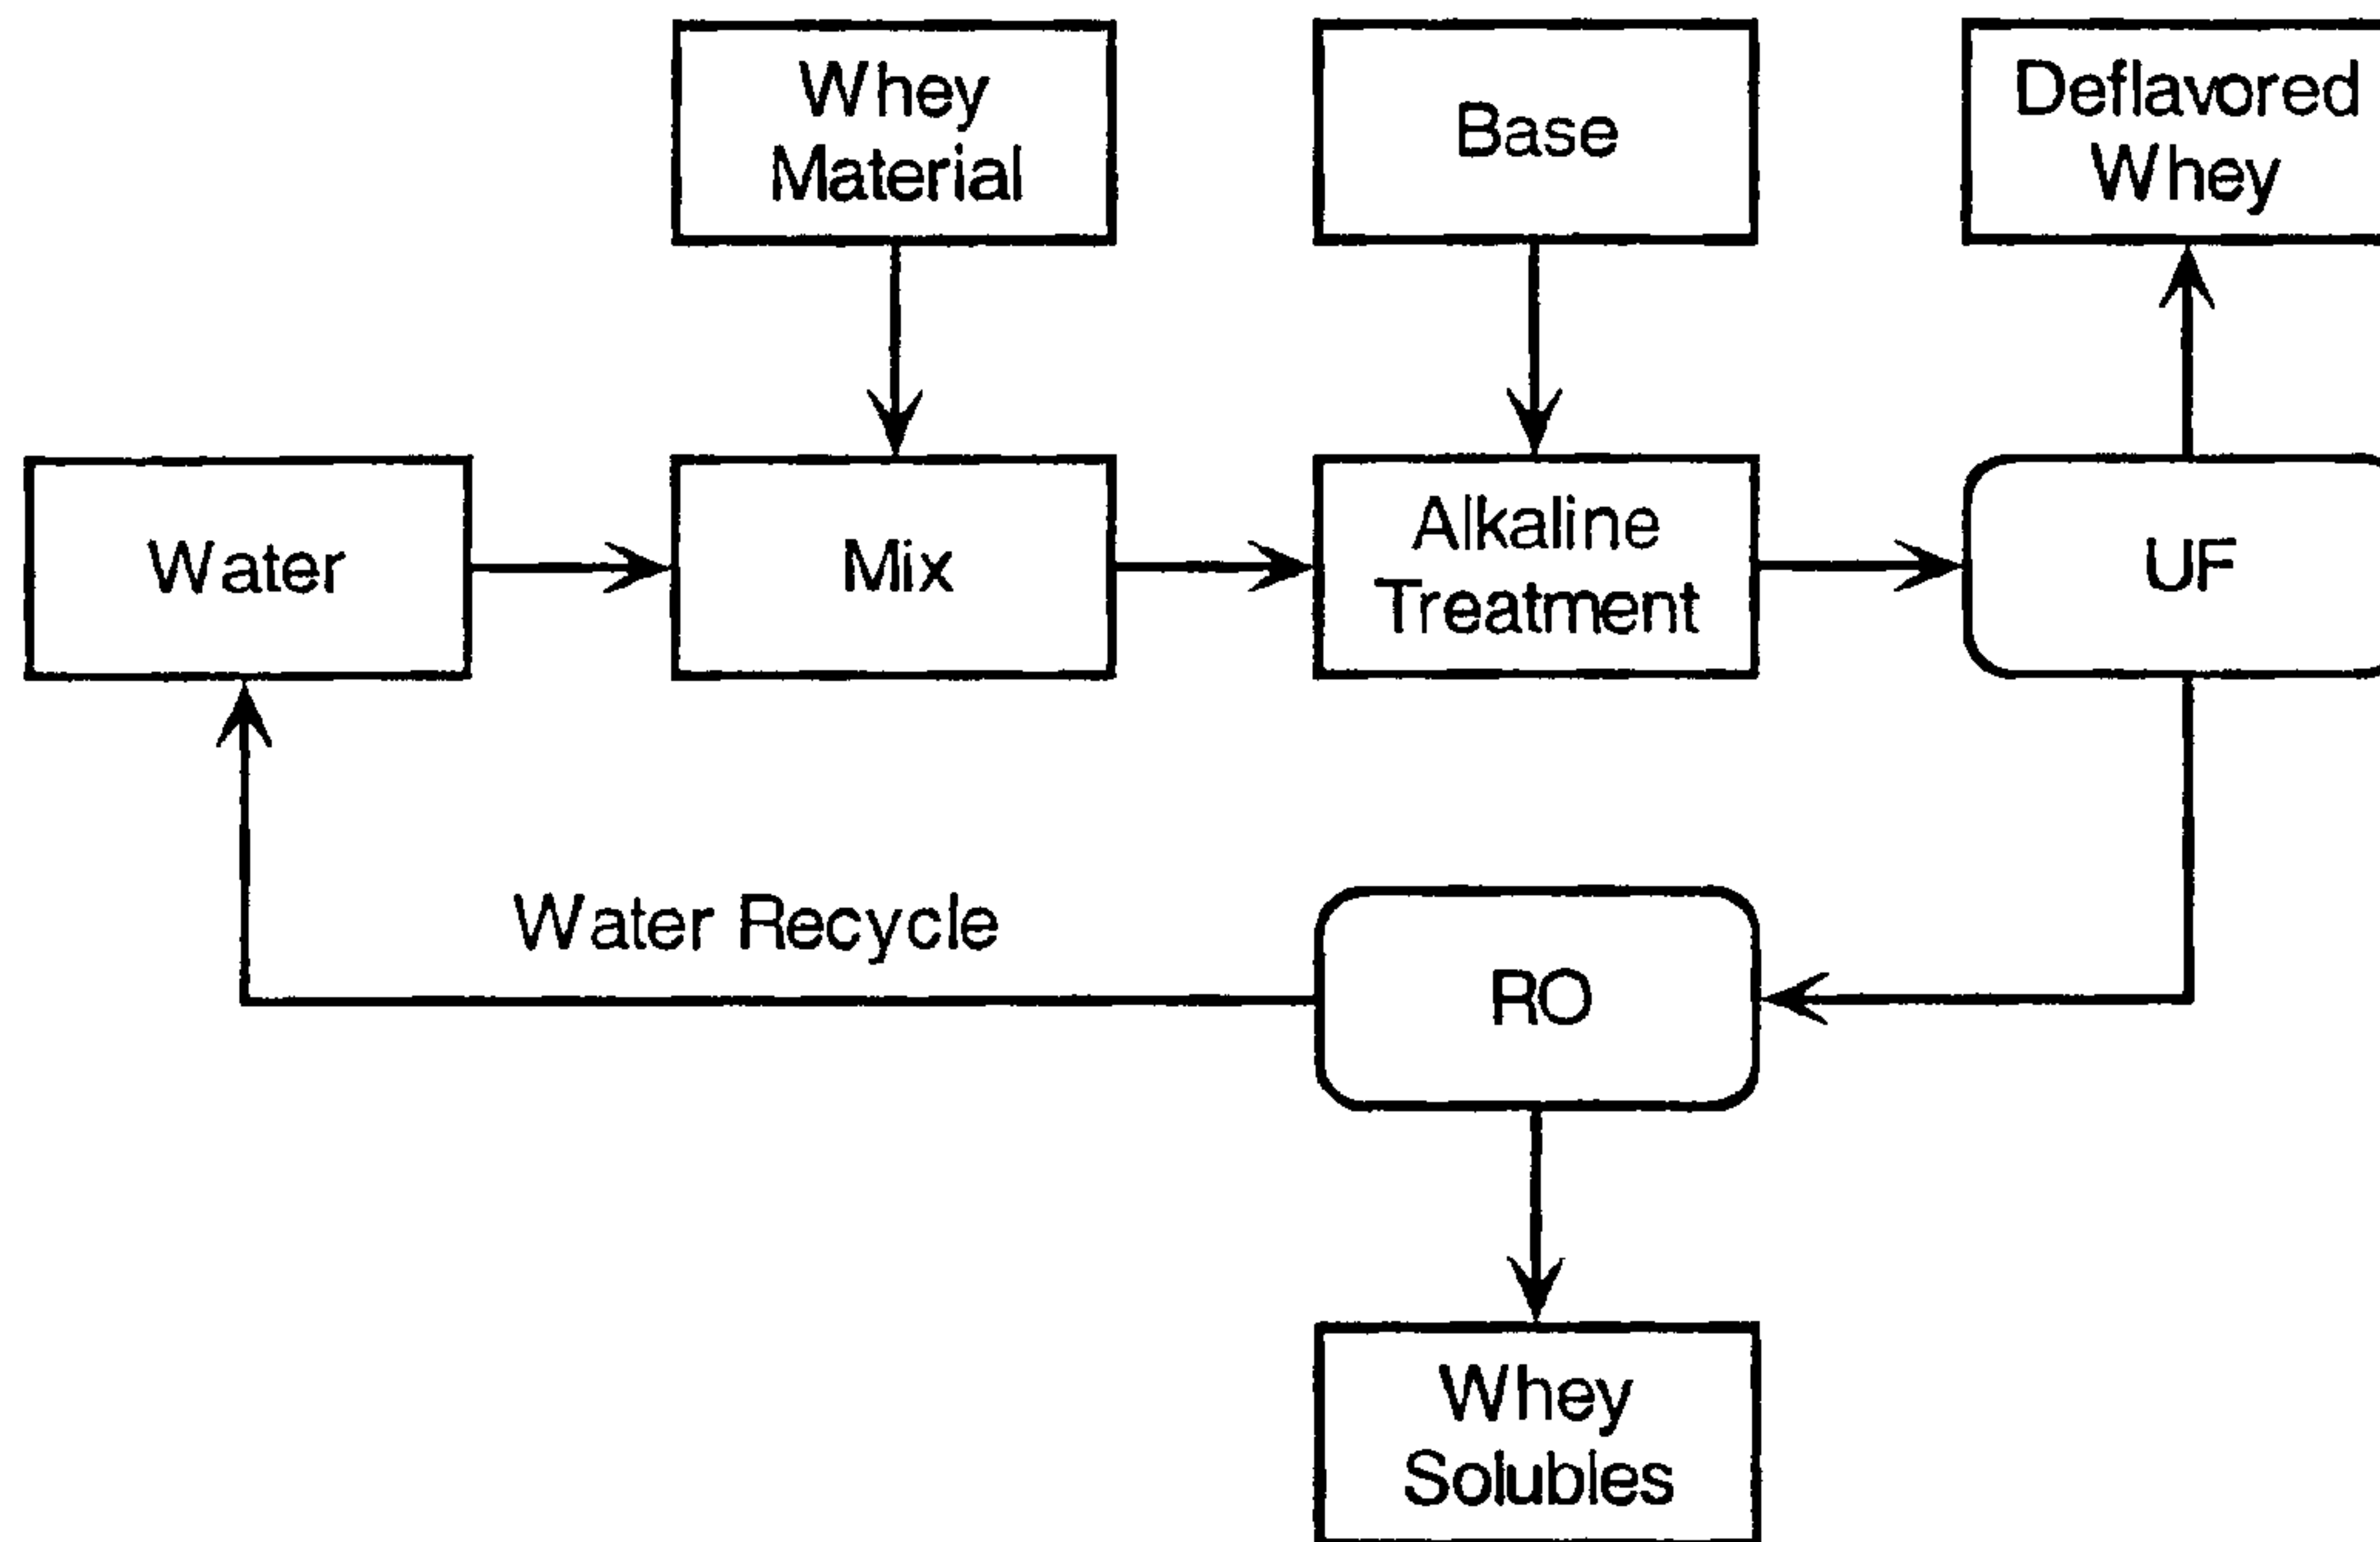 Whey
Material
Base
Deflavored
Whey
Water
Mix
Alkaline
Treatment
UF
Water Recycle
RO
Whey
Solubles